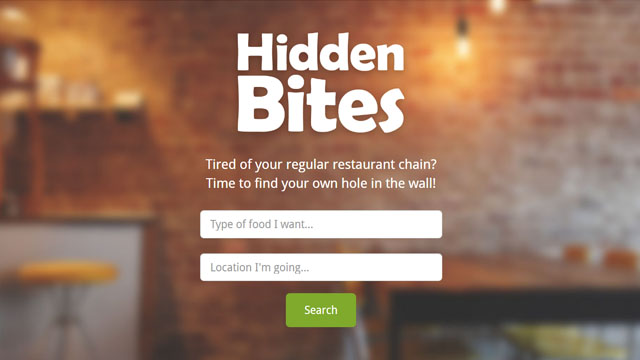 Hidden
Bites
Tired of your regular restaurant chain?
Time to find your own hole in the wall!
Type of food I want...
Location I'm going...
Search